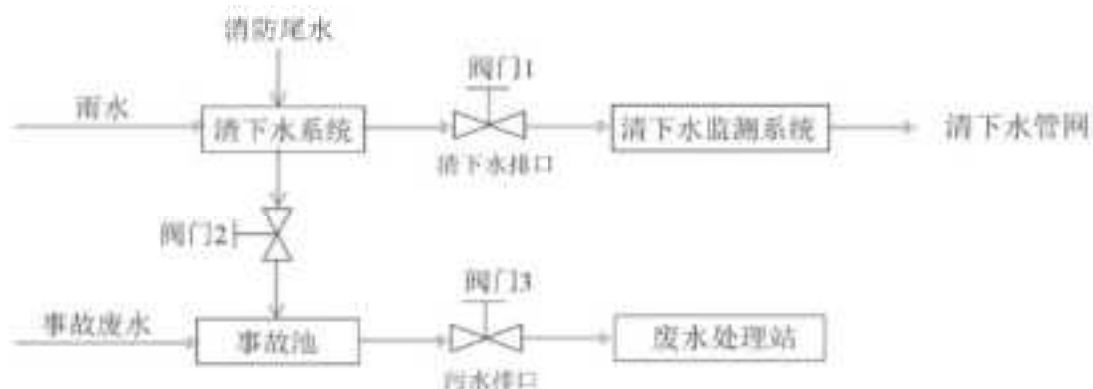 消防尾水
阀门1
雨水
清下水系统
清下水监测系统
清下水管网
清下水排口
阀门2
阀门3
事故废水
事故池
废水处理站
污水排口